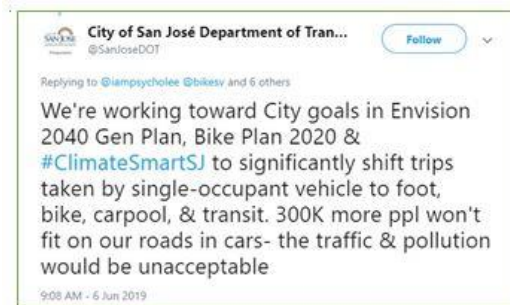 SAN JOSE
City of San José Department of Tran...
@SanJoseDOT
Follow
Replying to @iampsycholee @bikesv and 6 others
We're working toward City goals in Envision
2040 Gen Plan, Bike Plan 2020 &
#ClimateSmartSJ to significantly shift trips
taken by single-occupant vehicle to foot,
bike, carpool, & transit. 300K more ppl won't
fit on our roads in cars- the traffic & pollution
would be unacceptable
9:08 AM - 6 Jun 2019